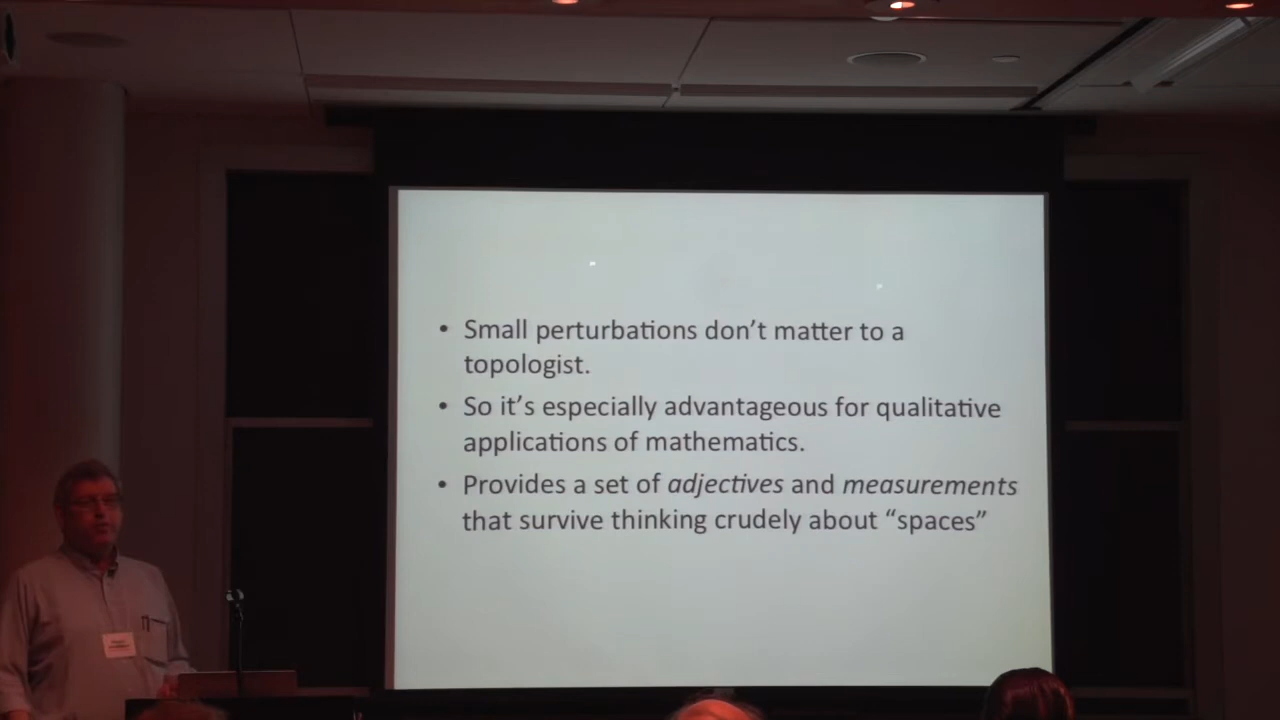 • Small perturbations don’t matter to a
topologist.
• So it’s especially advantageous for qualitative
applications of mathematics.
• Provides a set of adjectives and measurements
that survive thinking crudely about “spaces”